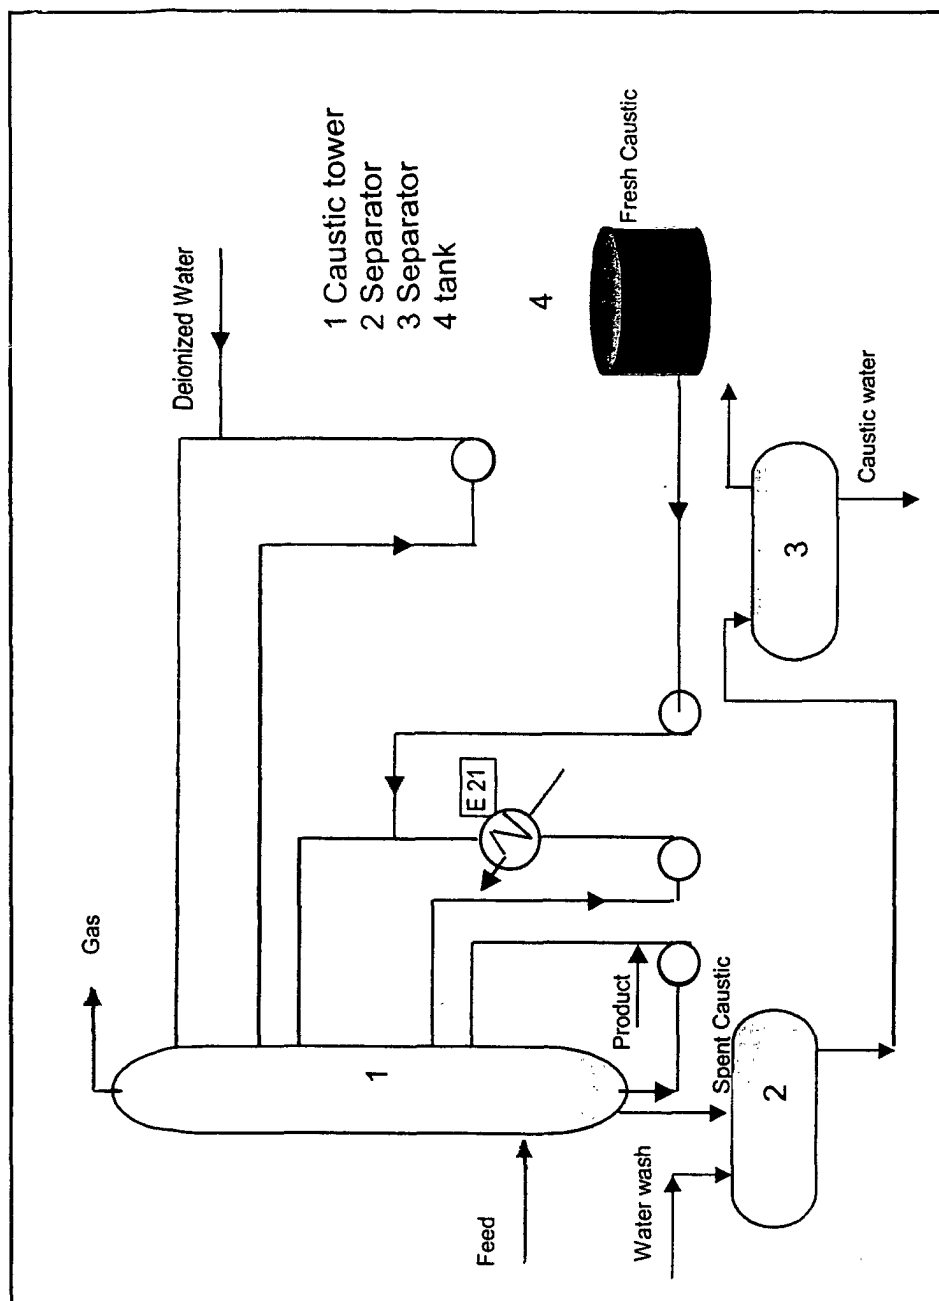 Gas
Deionized Water
1 Caustic tower
2 Separator
3 Separator
4 tank
1
E 21
4
Fresh Caustic
Feed
Product
Spent Caustic
Water wash
2
3
Caustic water